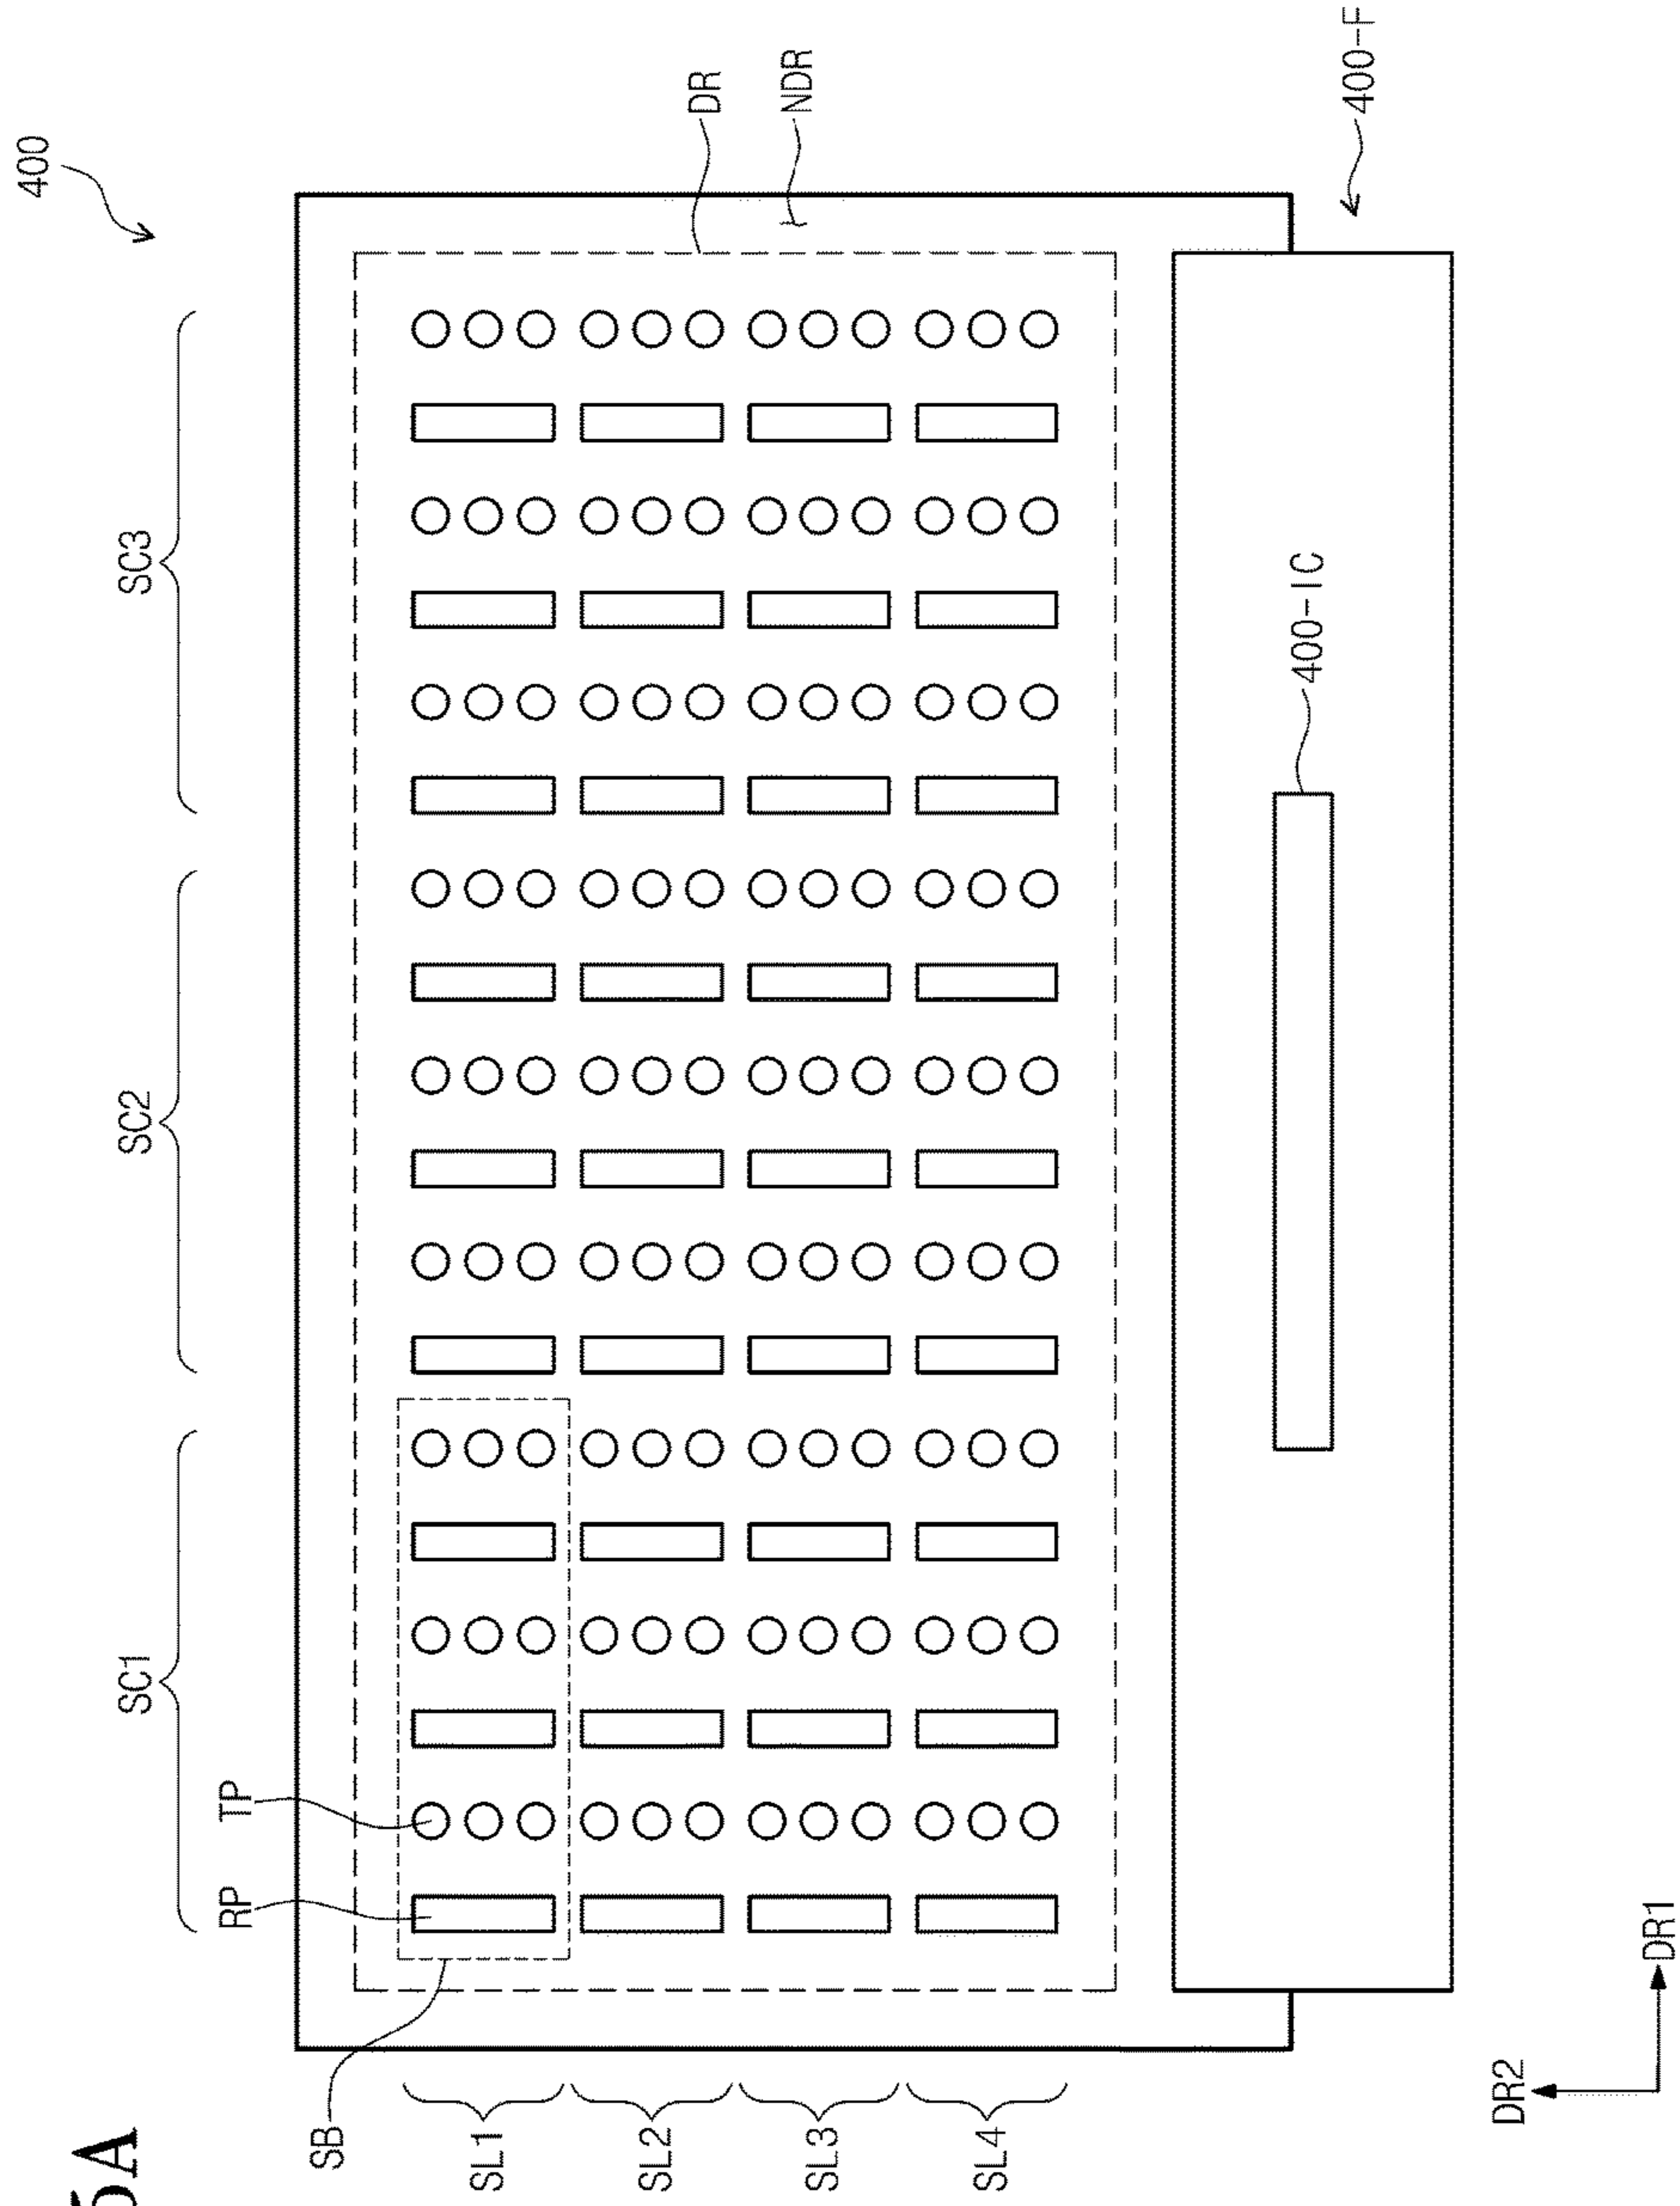 5A
400
SC1
SC2
SC3
RP
TP
DR
NDR
SB
SL1
SL2
SL3
SL4
400-IC
400-F
DR2
DR1